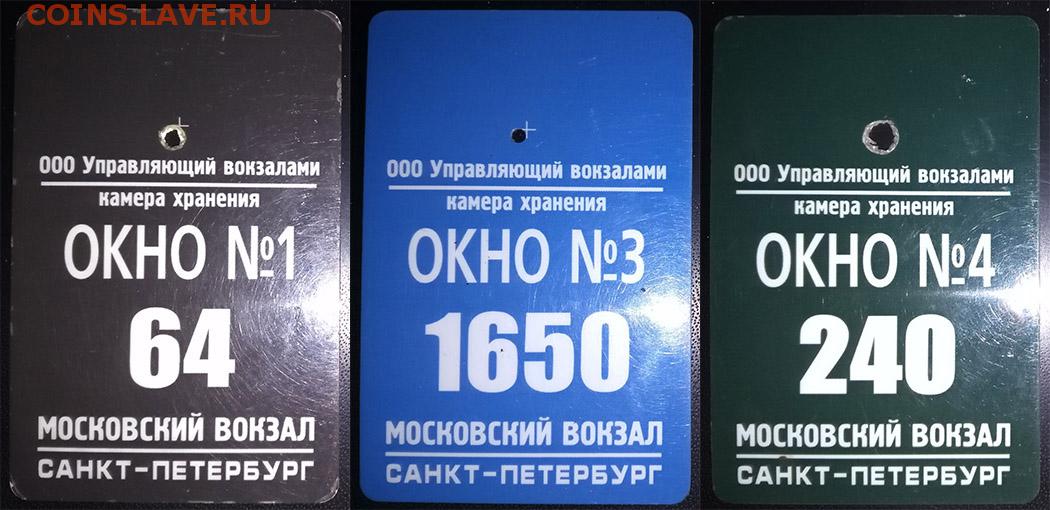 COINS.LAVE.RU
ООО Управляющий вокзалами
камера хранения
ОКНО №1
64
МОСКОВСКИЙ ВОКЗАЛ
САНКТ-ПЕТЕРБУРГ
ООО Управляющий вокзалами
камера хранения
ОКНО №3
1650
МОСКОВСКИЙ ВОКЗАЛ
САНКТ-ПЕТЕРБУРГ
ООО Управляющий вокзалами
камера хранения
ОКНО №4
240
МОСКОВСКИЙ ВОКЗАЛ
САНКТ-ПЕТЕРБУРГ